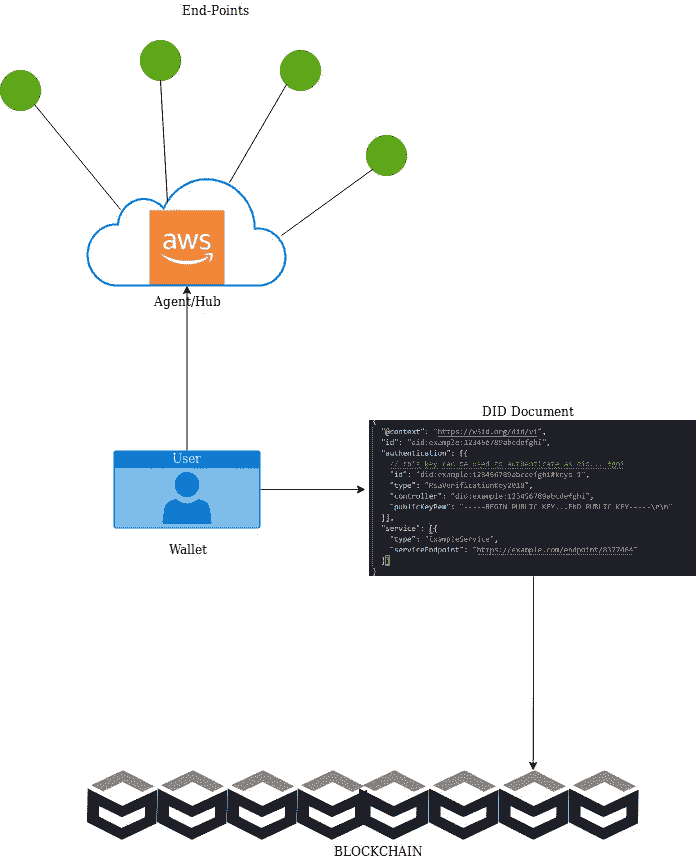 End-Points
aws
Agent/Hub
DID Document
{
"@context": "https://w3id.org/did/v1",
"id": "did:example:123456789abcdefghi",
"authentication": [{
// this key can be used to authenticate as did:...fghi
"id": "did:example:123456789abcdefghi#keys-1",
"type": "RsaVerificationKey2018",
"controller": "did:example:123456789abcdefghi",
"publicKeyPem": "-----BEGIN PUBLIC KEY...END PUBLIC KEY-----\r\n"
}],
"service": [{
"type": "ExampleService",
"serviceEndpoint": "https://example.com/endpoint/8377464"
}]
}
User
Wallet
BLOCKCHAIN